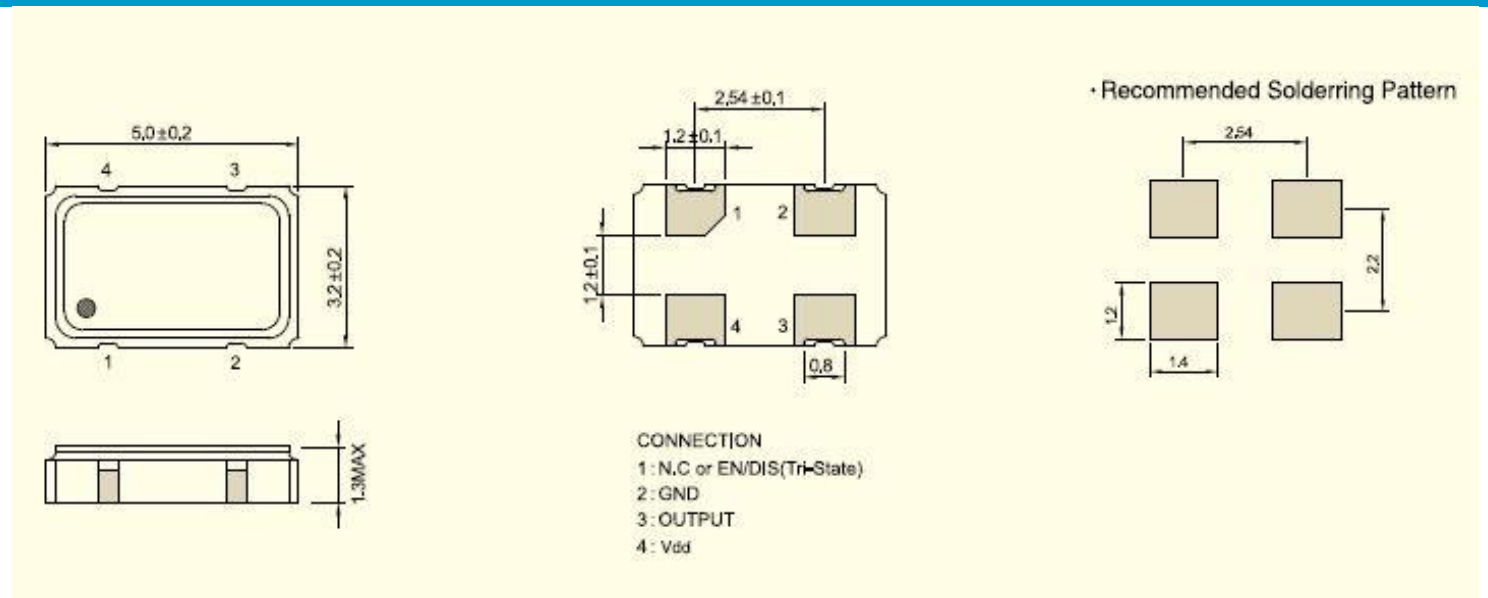 5.0±0.2
4 3
3.2±0.2
1 2
1.3MAX
2.54±0.1
1.2±0.1
1 2
1.2±0.1
4 3
0.8
CONNECTION
1 : N.C or EN/DIS(Tri-State)
2 : GND
3 : OUTPUT
4 : Vdd
· Recommended Solderring Pattern
2.54
2.2
1.2
1.4